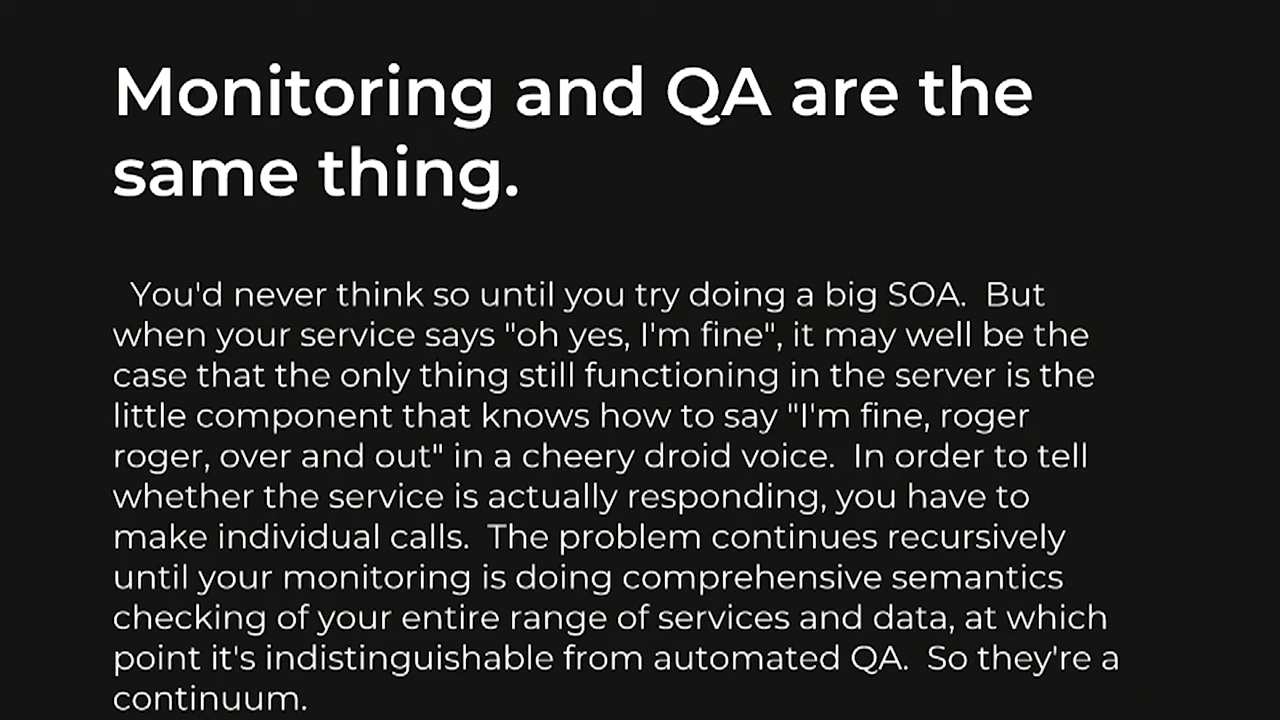 Monitoring and QA are the
same thing.
You'd never think so until you try doing a big SOA.  But
when your service says "oh yes, I'm fine", it may well be the
case that the only thing still functioning in the server is the
little component that knows how to say "I'm fine, roger
roger, over and out" in a cheery droid voice.  In order to tell
whether the service is actually responding, you have to
make individual calls.  The problem continues recursively
until your monitoring is doing comprehensive semantics
checking of your entire range of services and data, at which
point it's indistinguishable from automated QA.  So they're a
continuum.